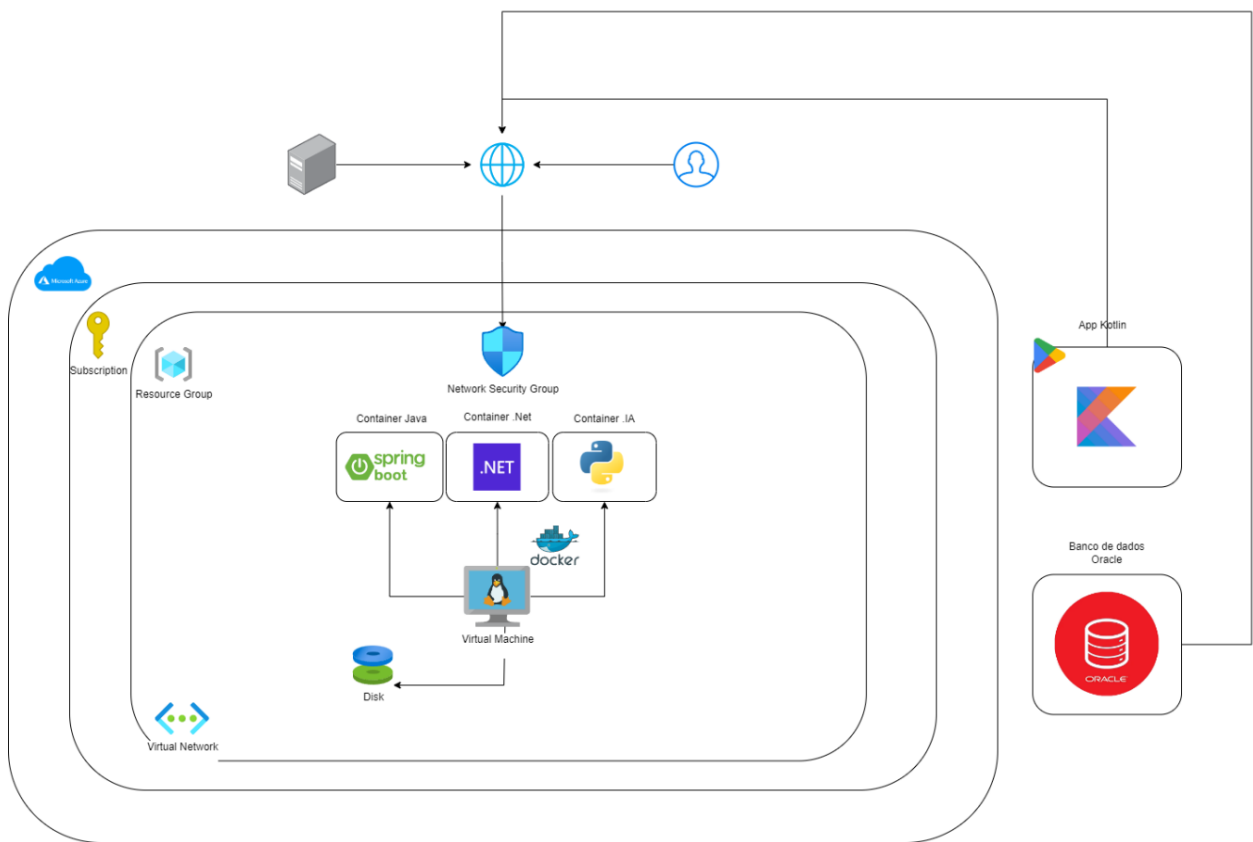 Microsoft Azure
Subscription
Resource Group
Network Security Group
App Kotlin
Container Java
Container .Net
Container .IA
spring
boot
.NET
docker
Banco de dados
Oracle
Virtual Machine
Disk
ORACLE
Virtual Network